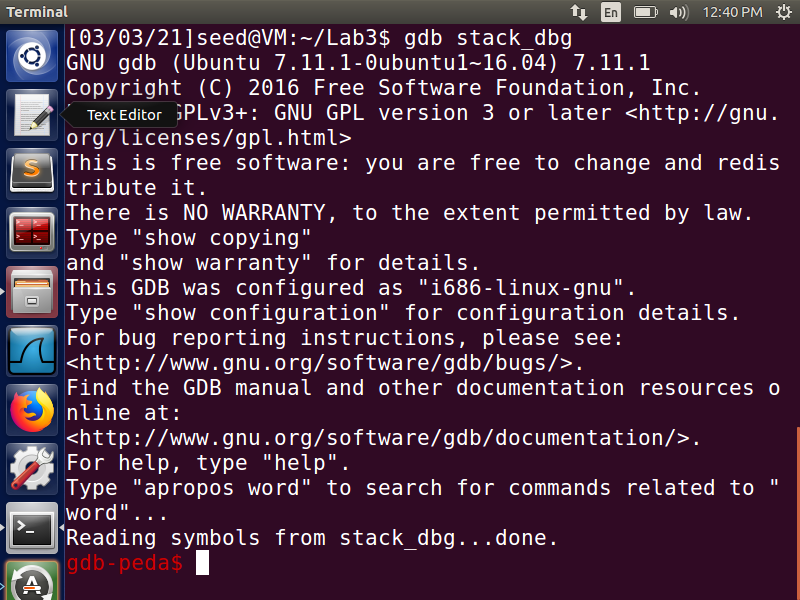 Terminal
En
12:40 PM
[03/03/21]seed@VM:~/Lab3$ gdb stack_dbg
GNU gdb (Ubuntu 7.11.1-0ubuntu1~16.04) 7.11.1
Copyright (C) 2016 Free Software Foundation, Inc.
Text Editor
GPLv3+: GNU GPL version 3 or later <http://gnu.
org/licenses/gpl.html>
This is free software: you are free to change and redis
tribute it.
There is NO WARRANTY, to the extent permitted by law.
Type "show copying"
and "show warranty" for details.
This GDB was configured as "i686-linux-gnu".
Type "show configuration" for configuration details.
For bug reporting instructions, please see:
<http://www.gnu.org/software/gdb/bugs/>.
Find the GDB manual and other documentation resources o
nline at:
<http://www.gnu.org/software/gdb/documentation/>.
For help, type "help".
Type "apropos word" to search for commands related to "
word"...
Reading symbols from stack_dbg...done.
gdb-peda$